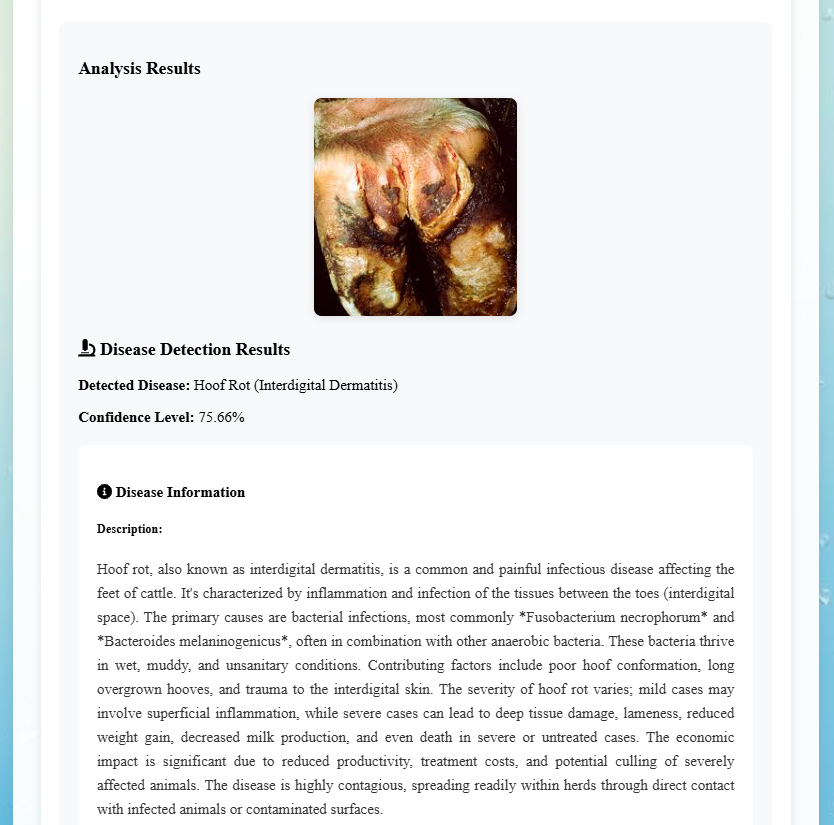 Analysis Results
Disease Detection Results
Detected Disease: Hoof Rot (Interdigital Dermatitis)
Confidence Level: 75.66%
Disease Information
Description:
Hoof rot, also known as interdigital dermatitis, is a common and painful infectious disease affecting the
feet of cattle. It's characterized by inflammation and infection of the tissues between the toes (interdigital
space). The primary causes are bacterial infections, most commonly *Fusobacterium necrophorum* and
*Bacteroides melaninogenicus*, often in combination with other anaerobic bacteria. These bacteria thrive
in wet, muddy, and unsanitary conditions. Contributing factors include poor hoof conformation, long
overgrown hooves, and trauma to the interdigital skin. The severity of hoof rot varies; mild cases may
involve superficial inflammation, while severe cases can lead to deep tissue damage, lameness, reduced
weight gain, decreased milk production, and even death in severe or untreated cases. The economic
impact is significant due to reduced productivity, treatment costs, and potential culling of severely
affected animals. The disease is highly contagious, spreading readily within herds through direct contact
with infected animals or contaminated surfaces.